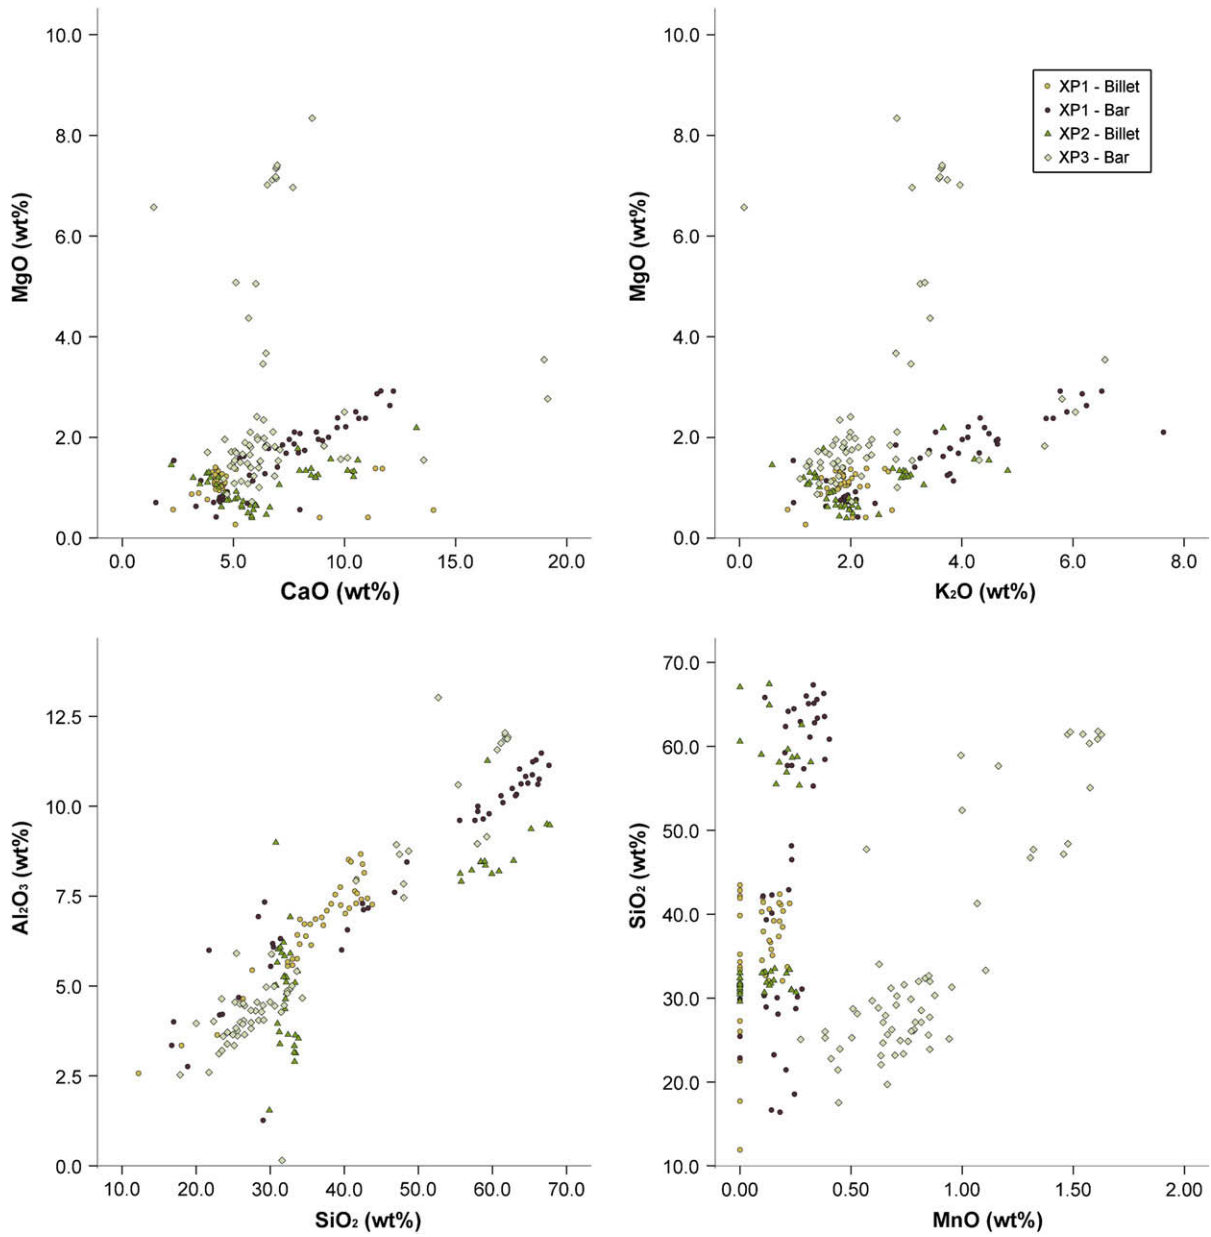 10.0
8.0
6.0
4.0
2.0
0.0
MgO (wt%)
0.0 5.0 10.0 15.0 20.0
CaO (wt%)
10.0
8.0
6.0
4.0
2.0
0.0
MgO (wt%)
0.0 2.0 4.0 6.0 8.0
K₂O (wt%)
XP1 - Billet
XP1 - Bar
XP2 - Billet
XP3 - Bar
12.5
10.0
7.5
5.0
2.5
0.0
Al₂O₃ (wt%)
10.0 20.0 30.0 40.0 50.0 60.0 70.0
SiO₂ (wt%)
70.0
60.0
50.0
40.0
30.0
20.0
10.0
SiO₂ (wt%)
0.00 0.50 1.00 1.50 2.00
MnO (wt%)